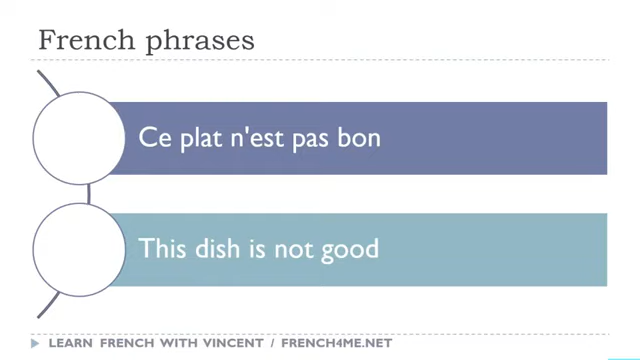 French phrases
Ce plat n'est pas bon
This dish is not good
LEARN FRENCH WITH VINCENT / FRENCH4ME.NET